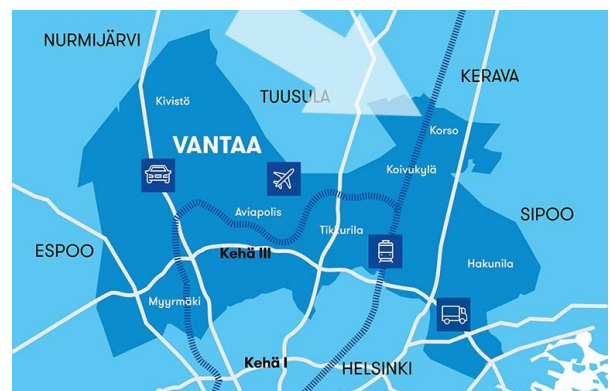 NURMIJÄRVI
KERAVA
Kivistö
TUUSULA
Korso
VANTAA
Koivukylä
Aviapolis
SIPOO
Tikkurila
ESPOO
Kehä III
Hakunila
Myyrmäki
Kehä I
HELSINKI